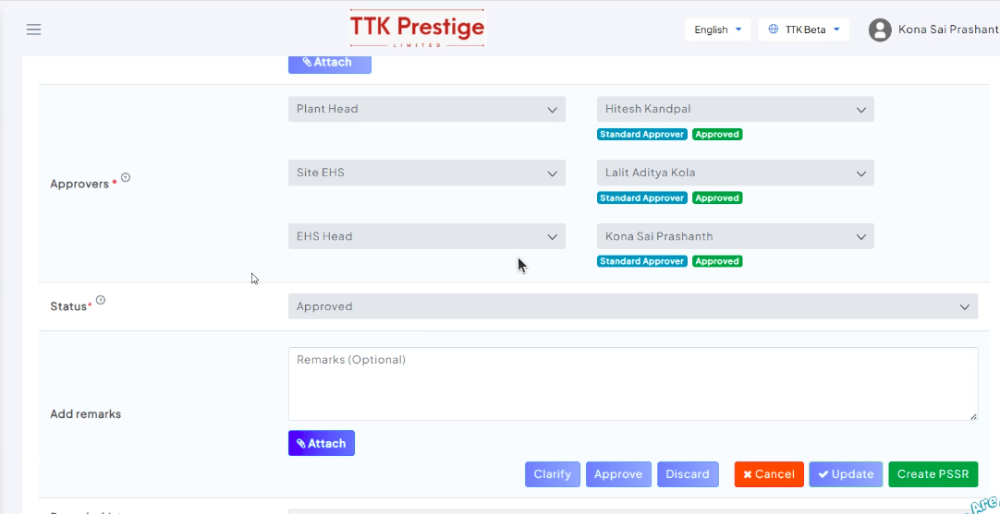 TTK Prestige
LIMITED
English
TTK Beta
Kona Sai Prashant
Attach
Approvers *
Plant Head
Hitesh Kandpal
Standard Approver Approved
Site EHS
Lalit Aditya Kola
Standard Approver Approved
EHS Head
Kona Sai Prashanth
Standard Approver Approved
Status*
Approved
Add remarks
Remarks (Optional)
Attach
Clarify
Approve
Discard
Cancel
Update
Create PSSR
Are